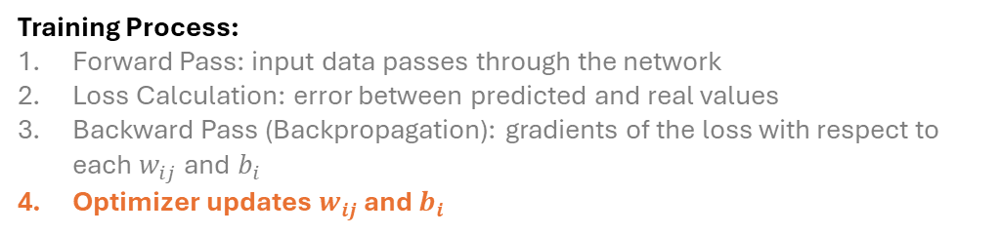 Training Process:
1. Forward Pass: input data passes through the network
2. Loss Calculation: error between predicted and real values
3. Backward Pass (Backpropagation): gradients of the loss with respect to
each w_{ij} and b_i
4. Optimizer updates w_{ij} and b_i